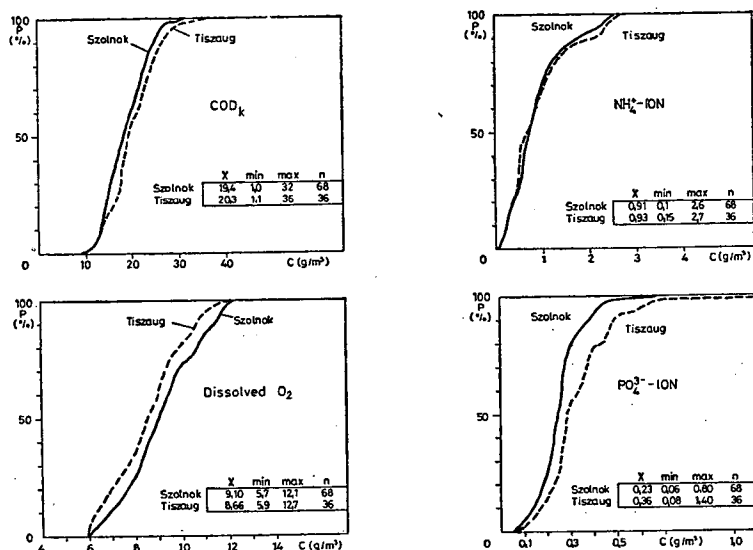 100
P
(%)
50
0
Szolnok
Tiszaug
CODk
X min max n
Szolnok 19,4 1,0 32 68
Tiszaug 20,3 1,1 36 36
10 20 30 40 C (g/m³)
100
P
(%)
50
0
Szolnok
Tiszaug
NH₄⁺-ION
X min max n
Szolnok 0,91 0,1 2,6 68
Tiszaug 0,93 0,15 2,7 36
1 2 3 4 C (g/m³)
100
P
(%)
50
0
Tiszaug
Szolnok
Dissolved O₂
X min max n
Szolnok 9,10 5,7 12,1 68
Tiszaug 8,66 5,9 12,7 36
4 6 8 10 12 C (g/m³)
100
P
(%)
50
0
Szolnok
Tiszaug
PO₄³⁻-ION
X min max n
Szolnok 0,23 0,06 0,80 68
Tiszaug 0,36 0,08 1,40 36
0,1 0,3 0,5 C (g/m³) 1,0